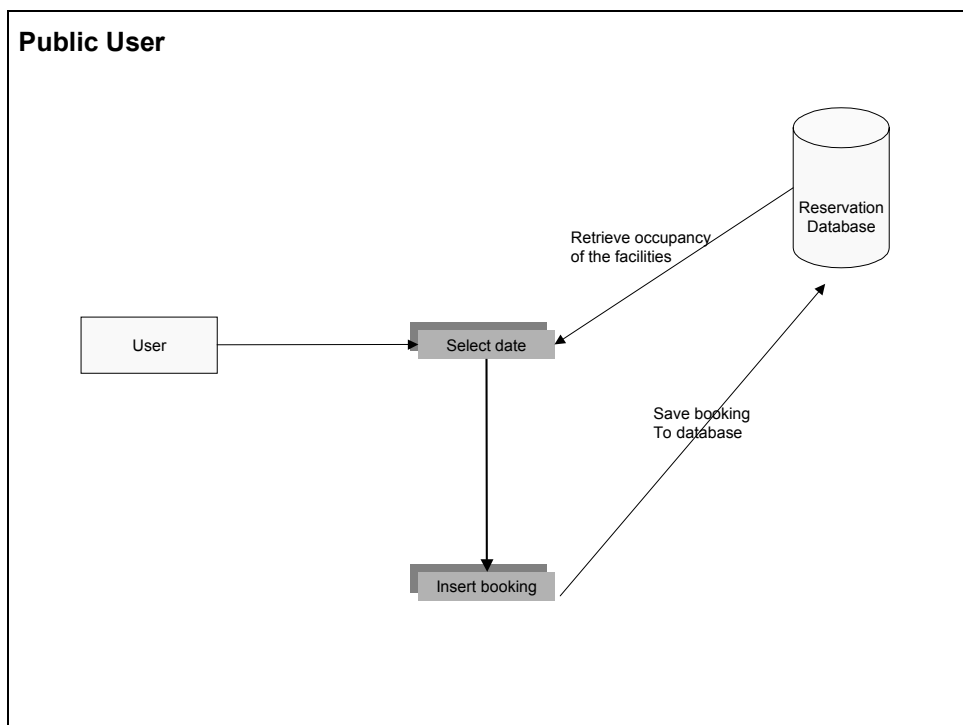 Public User
Reservation
Database
Retrieve occupancy
of the facilities
User
Select date
Save booking
To database
Insert booking